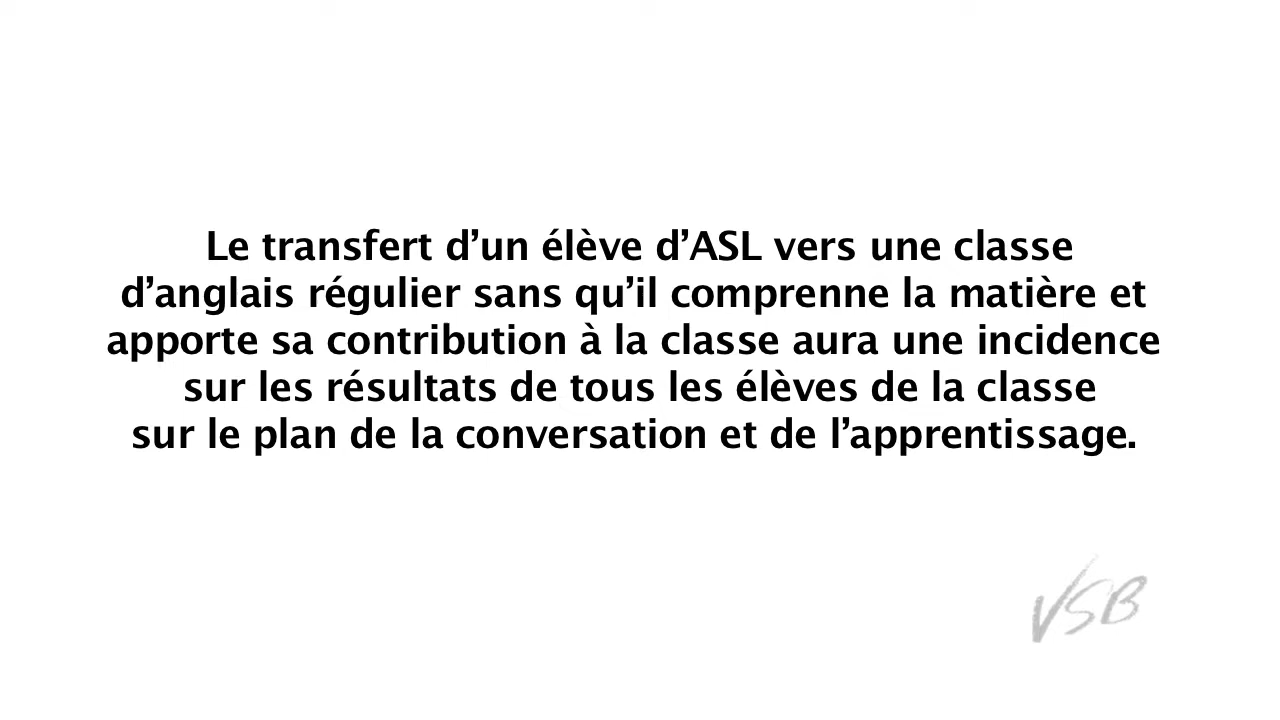 Le transfert d’un élève d’ASL vers une classe
d’anglais régulier sans qu’il comprenne la matière et
apporte sa contribution à la classe aura une incidence
sur les résultats de tous les élèves de la classe
sur le plan de la conversation et de l’apprentissage.
VSB